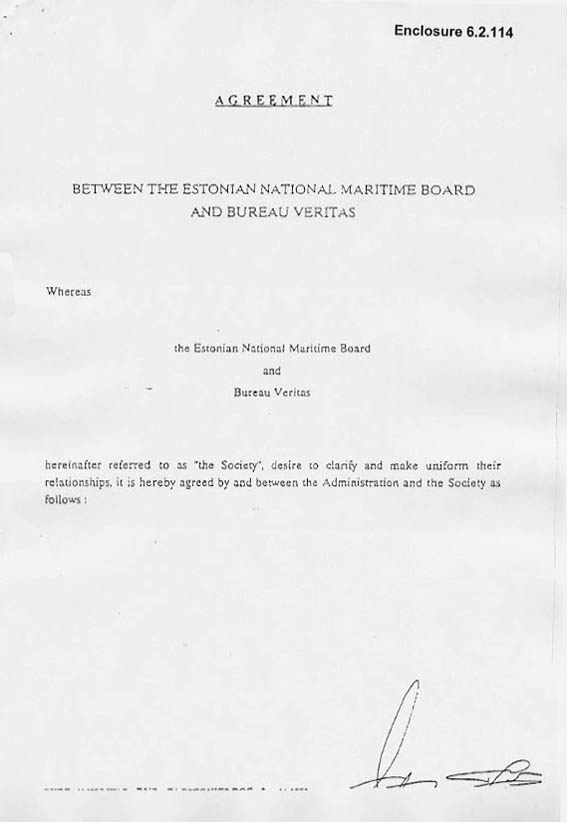 Enclosure 6.2.114
AGREEMENT
BETWEEN THE ESTONIAN NATIONAL MARITIME BOARD
AND BUREAU VERITAS
Whereas
the Estonian National Maritime Board
and
Bureau Veritas
hereinafter referred to as "the Society", desire to clarify and make uniform their
relationships, it is hereby agreed by and between the Administration and the Society as
follows :